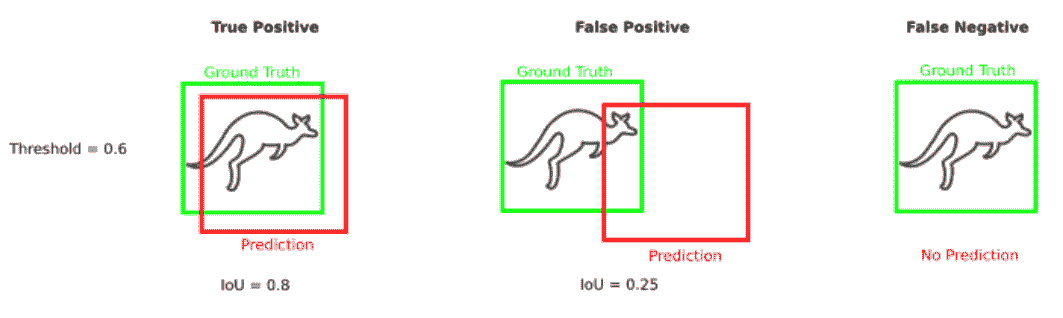 True Positive
False Positive
False Negative
Ground Truth
Ground Truth
Ground Truth
Threshold = 0.6
Prediction
Prediction
No Prediction
IoU = 0.8
IoU = 0.25